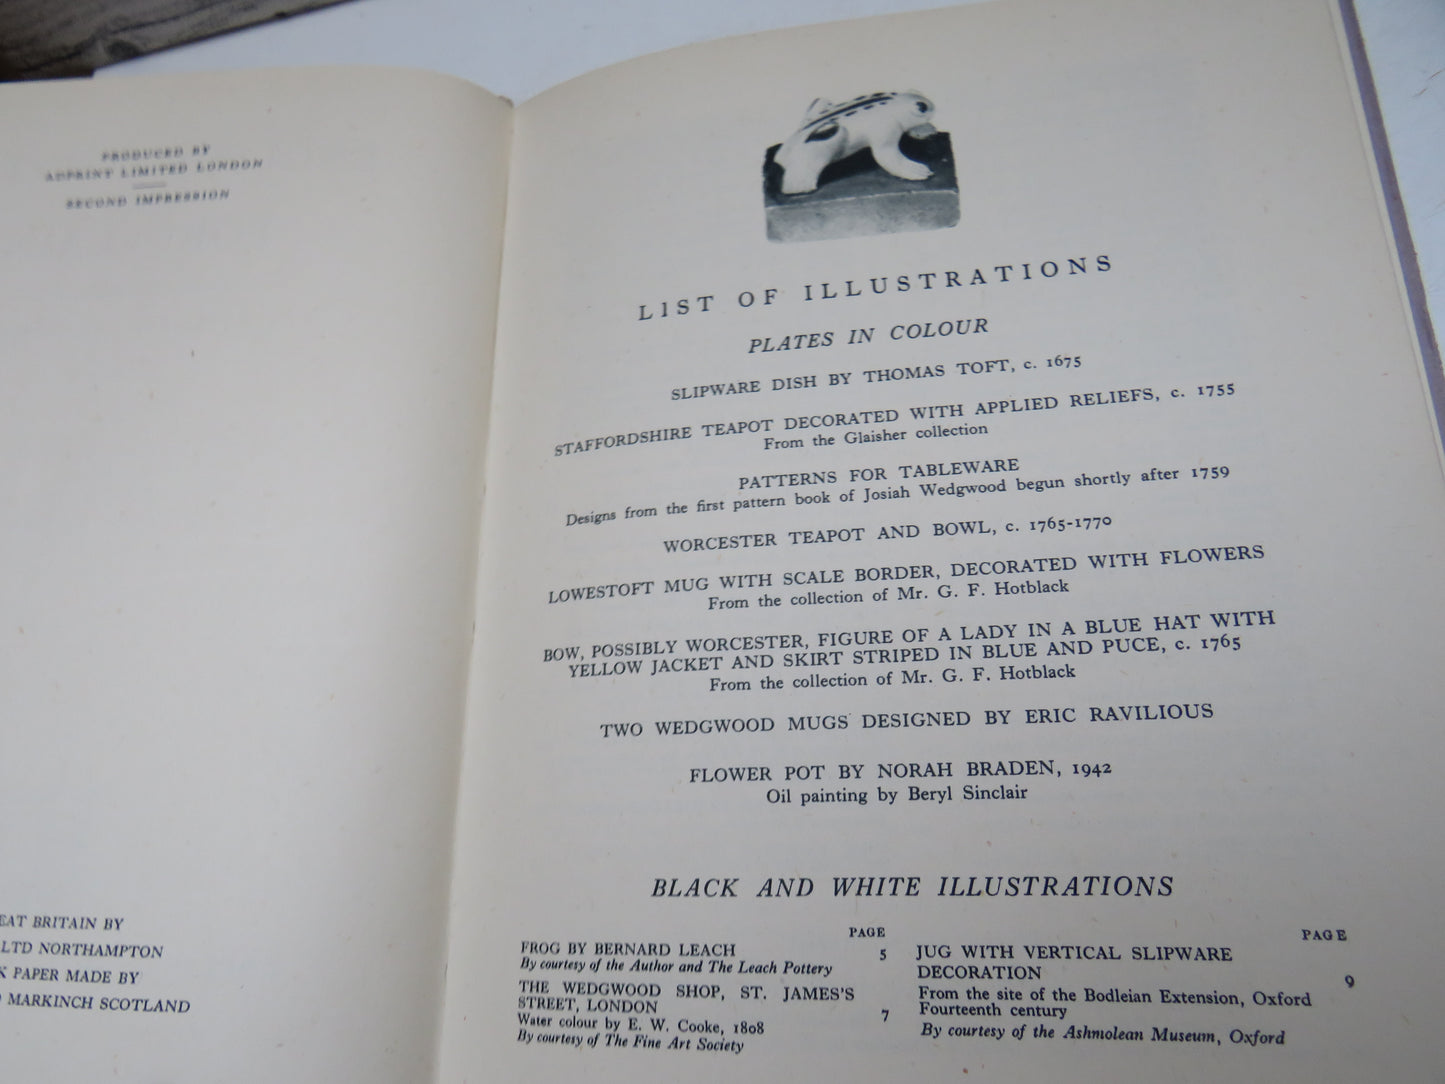 PRODUCED BY
ADPRINT LIMITED LONDON
SECOND IMPRESSION
EAT BRITAIN BY
LTD NORTHAMPTON
K PAPER MADE BY
MARKINCH SCOTLAND
LIST OF ILLUSTRATIONS
PLATES IN COLOUR
SLIPWARE DISH BY THOMAS TOFT, c. 1675
STAFFORDSHIRE TEAPOT DECORATED WITH APPLIED RELIEFS, c. 1755
From the Glaisher collection
PATTERNS FOR TABLEWARE
Designs from the first pattern book of Josiah Wedgwood begun shortly after 1759
WORCESTER TEAPOT AND BOWL, c. 1765-1770
LOWESTOFT MUG WITH SCALE BORDER, DECORATED WITH FLOWERS
From the collection of Mr. G. F. Hotblack
BOW, POSSIBLY WORCESTER, FIGURE OF A LADY IN A BLUE HAT WITH
YELLOW JACKET AND SKIRT STRIPED IN BLUE AND PUCE, c. 1765
From the collection of Mr. G. F. Hotblack
TWO WEDGWOOD MUGS DESIGNED BY ERIC RAVILIOUS
FLOWER POT BY NORAH BRADEN, 1942
Oil painting by Beryl Sinclair
BLACK AND WHITE ILLUSTRATIONS
PAGE
FROG BY BERNARD LEACH 5
By courtesy of the Author and The Leach Pottery
THE WEDGWOOD SHOP, ST. JAMES'S
STREET, LONDON 7
Water colour by E. W. Cooke, 1808
By courtesy of The Fine Art Society
PAGE
JUG WITH VERTICAL SLIPWARE
DECORATION 9
From the site of the Bodleian Extension, Oxford
Fourteenth century
By courtesy of the Ashmolean Museum, Oxford